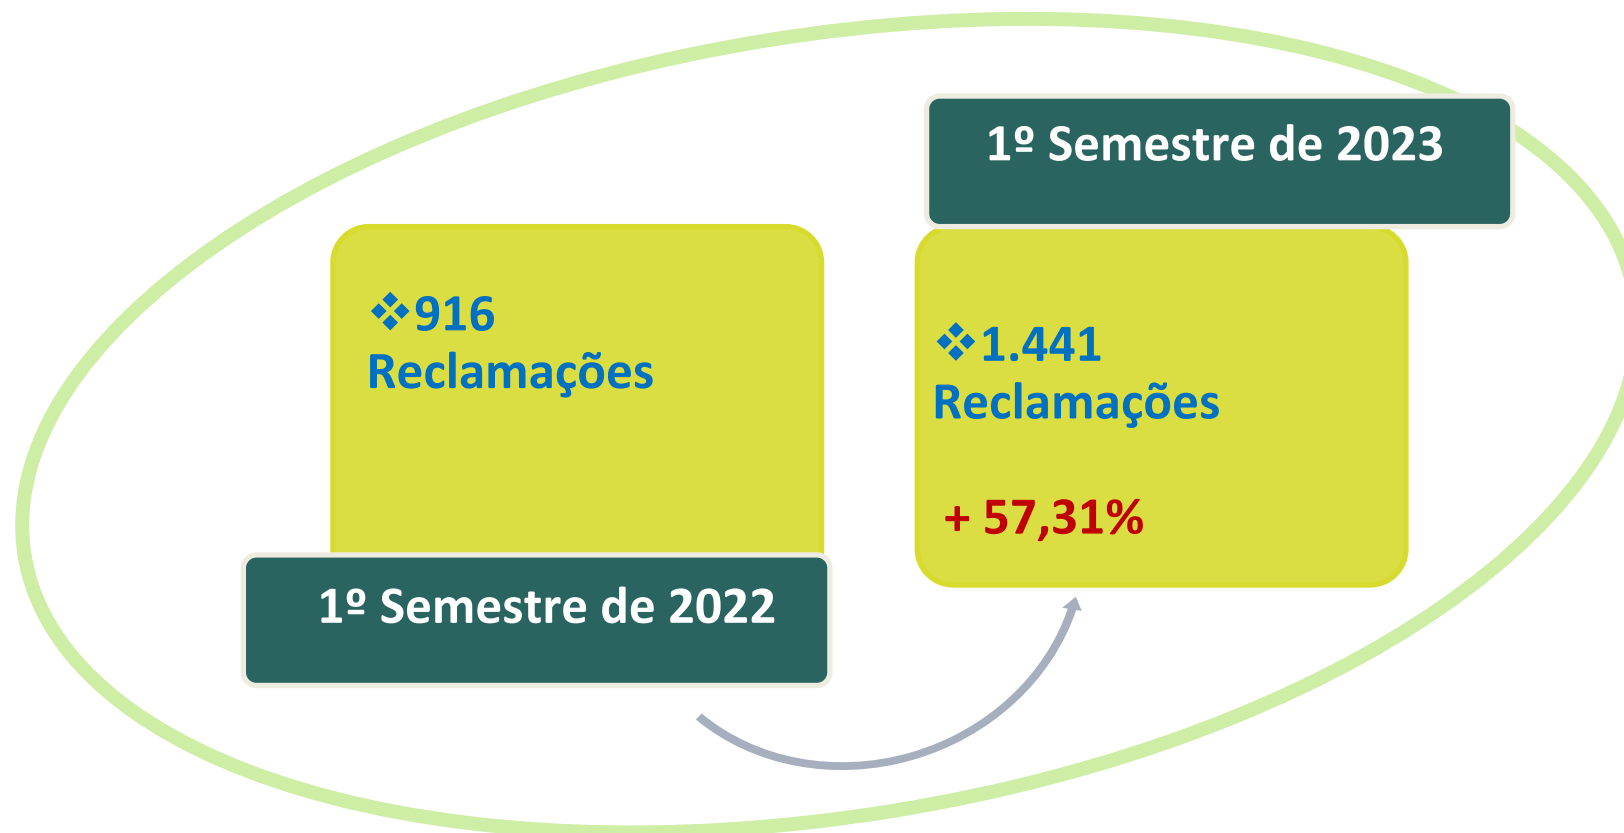 ❖916
Reclamações
1º Semestre de 2022
1º Semestre de 2023
❖1.441
Reclamações
+ 57,31%